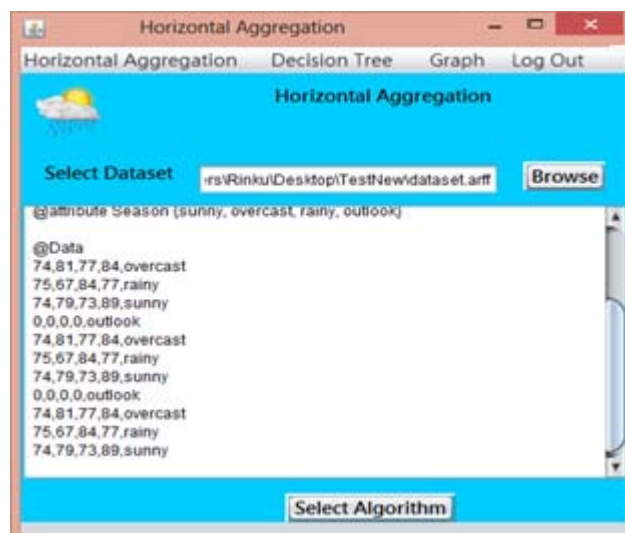 Horizontal Aggregation
Horizontal Aggregation Decision Tree Graph Log Out
Horizontal Aggregation
Select Dataset rs\Rinku\Desktop\TestNew\dataset.arff Browse
@attribute Season {sunny, overcast, rainy, outlook}
@Data
74,81,77,84,overcast
75,67,84,77,rainy
74,79,73,89,sunny
0,0,0,0,outlook
74,81,77,84,overcast
75,67,84,77,rainy
74,79,73,89,sunny
0,0,0,0,outlook
74,81,77,84,overcast
75,67,84,77,rainy
74,79,73,89,sunny
Select Algorithm